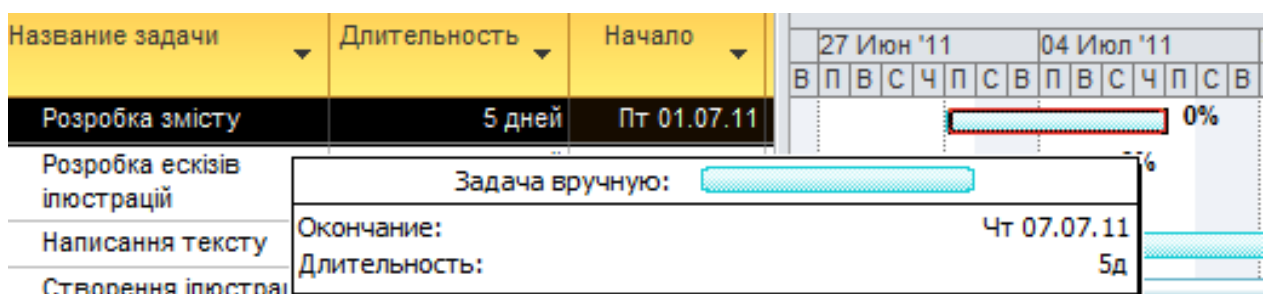 Название задачи Длительность Начало 27 Июн '11 04 Июл '11
В П В С Ч П С В П В С Ч П С В
Розробка змісту 5 дней Пт 01.07.11 0%
Розробка ескізів
ілюстрацій
Задача вручную:
Написання тексту
Окончание: Чт 07.07.11
Длительность: 5д
Створення